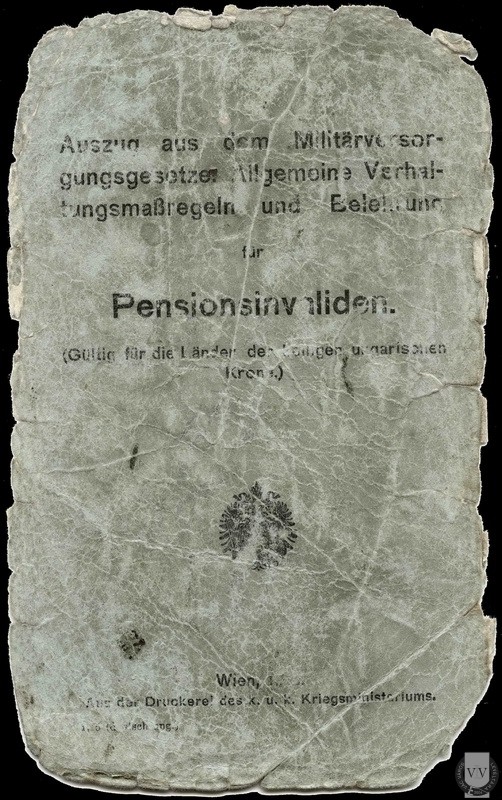 Auszug aus dem Militärversor-
gungsgesetze. Allgemeine Verhal-
tungsmaßregeln und Belehrung
für
Pensionsinvaliden.
(Gültig für die Länder der heiligen ungarischen
Krone.)
Wien,
Aus der Druckerei des k. u. k. Kriegsministeriums.
VV